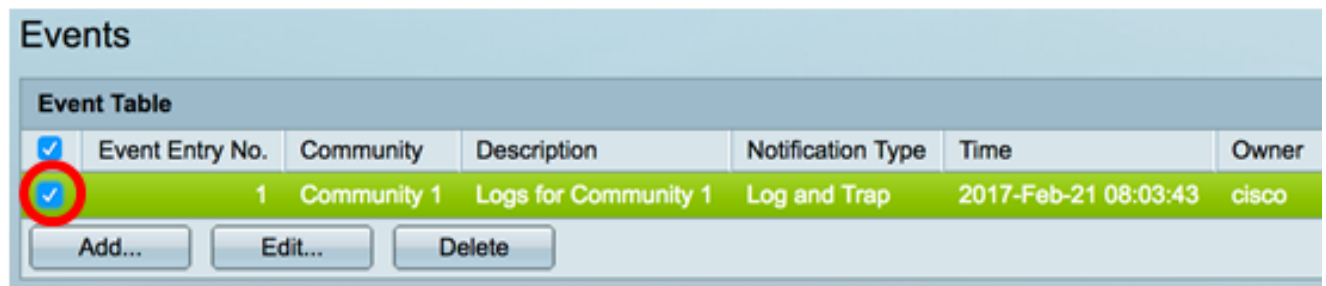 Events
Event Table
Event Entry No. Community Description Notification Type Time Owner
1 Community 1 Logs for Community 1 Log and Trap 2017-Feb-21 08:03:43 cisco
Add... Edit... Delete